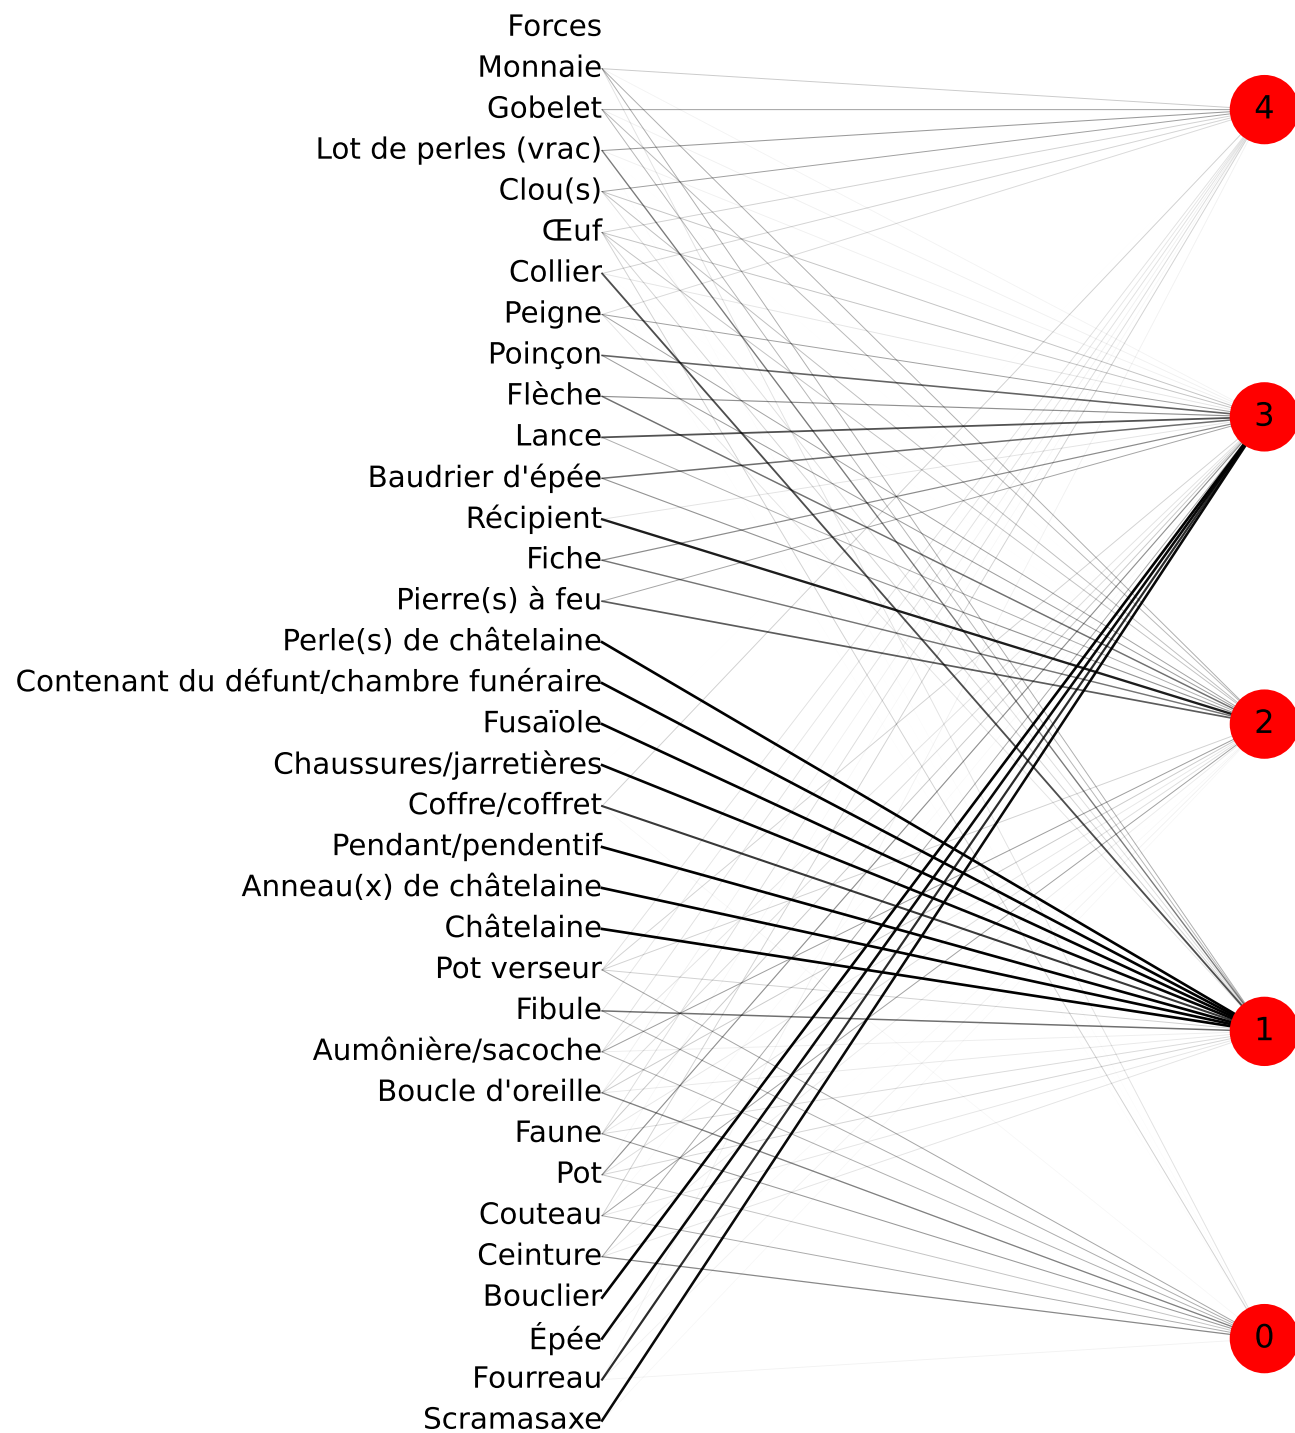 Forces
Monnaie
Gobelet
Lot de perles (vrac)
Clou(s)
Œuf
Collier
Peigne
Poinçon
Flèche
Lance
Baudrier d'épée
Récipient
Fiche
Pierre(s) à feu
Perle(s) de châtelaine
Contenant du défunt/chambre funéraire
Fusaïole
Chaussures/jarretières
Coffre/coffret
Pendant/pendentif
Anneau(x) de châtelaine
Châtelaine
Pot verseur
Fibule
Aumônière/sacoche
Boucle d'oreille
Faune
Pot
Couteau
Ceinture
Bouclier
Épée
Fourreau
Scramasaxe
4
3
2
1
0